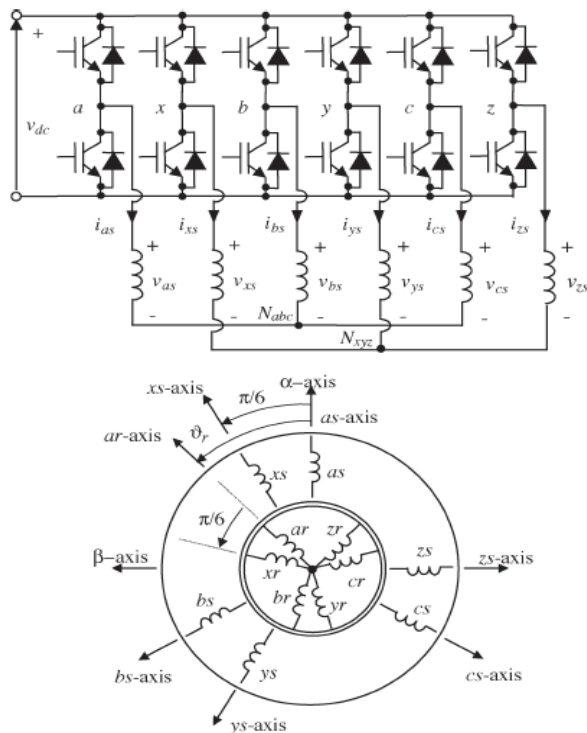 +
a x b y c z
v_dc
i_as i_xs i_bs i_ys i_cs i_zs
+ + + + + +
v_as v_xs v_bs v_ys v_cs v_zs
- - - - - -
N_abc
N_xyz
xs-axis π/6 α–axis
as-axis
ar-axis ϑ_r
xs as
π/6
ar zr
zs zs-axis
β–axis xr cr
bs br yr cs
bs-axis ys cs-axis
ys-axis